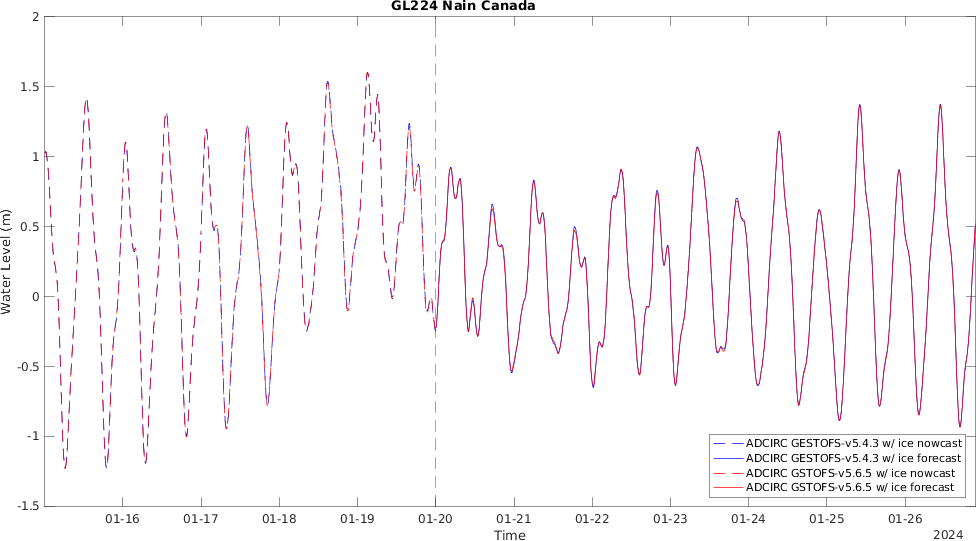 GL224 Nain Canada
2
1.5
1
0.5
0
-0.5
-1
-1.5
Water Level (m)
ADCIRC GESTOFS-v5.4.3 w/ ice nowcast
ADCIRC GESTOFS-v5.4.3 w/ ice forecast
ADCIRC GSTOFS-v5.6.5 w/ ice nowcast
ADCIRC GSTOFS-v5.6.5 w/ ice forecast
01-16 01-17 01-18 01-19 01-20 01-21 01-22 01-23 01-24 01-25 01-26
Time
2024